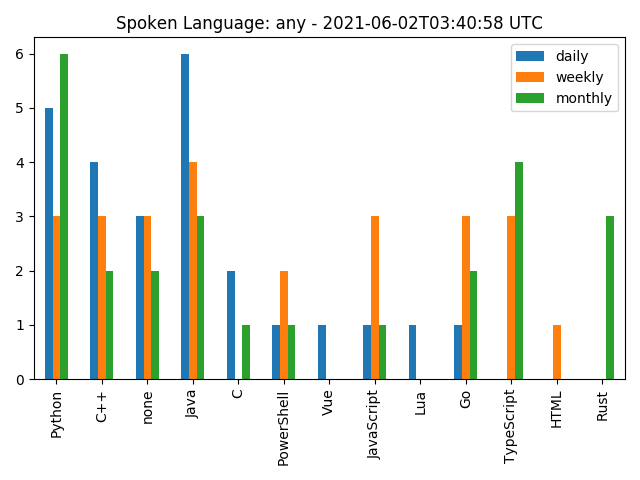 Spoken Language: any - 2021-06-02T03:40:58 UTC
daily
weekly
monthly
6
5
4
3
2
1
0
Python
C++
none
Java
C
PowerShell
Vue
JavaScript
Lua
Go
TypeScript
HTML
Rust